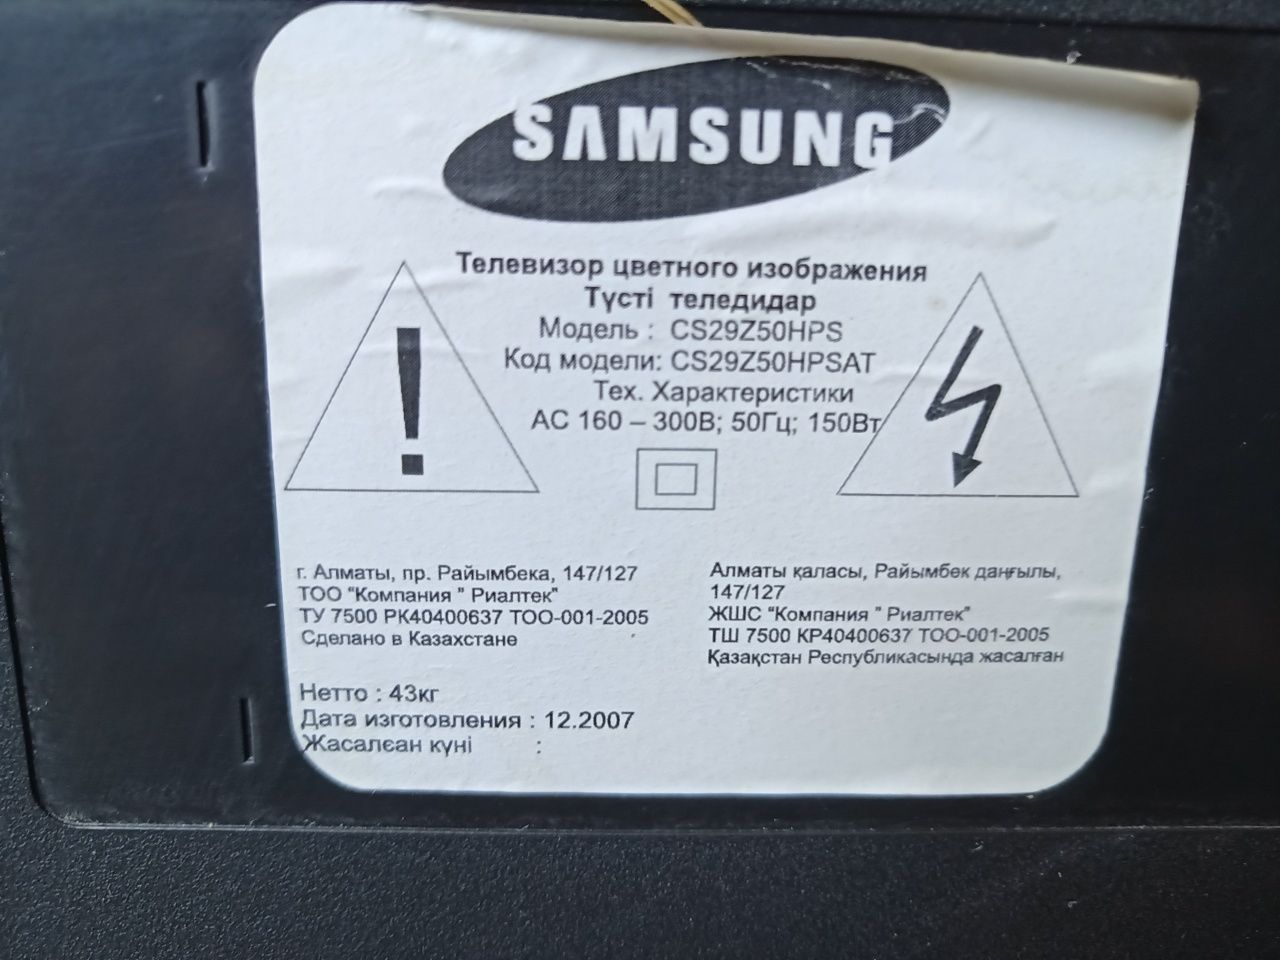 SAMSUNG
Телевизор цветного изображения
Түсті теледидар
Модель : CS29Z50HPS
Код модели: CS29Z50HPSAT
Тех. Характеристики
АС 160 – 300В; 50Гц; 150Вт
г. Алматы, пр. Райымбека, 147/127
ТОО "Компания " Риалтек"
ТУ 7500 РК40400637 ТОО-001-2005
Сделано в Казахстане
Алматы қаласы, Райымбек даңғылы,
147/127
ЖШС "Компания " Риалтек"
ТШ 7500 КР40400637 ТОО-001-2005
Қазақстан Республикасында жасалған
Нетто : 43кг
Дата изготовления : 12.2007
Жасалєан күні :